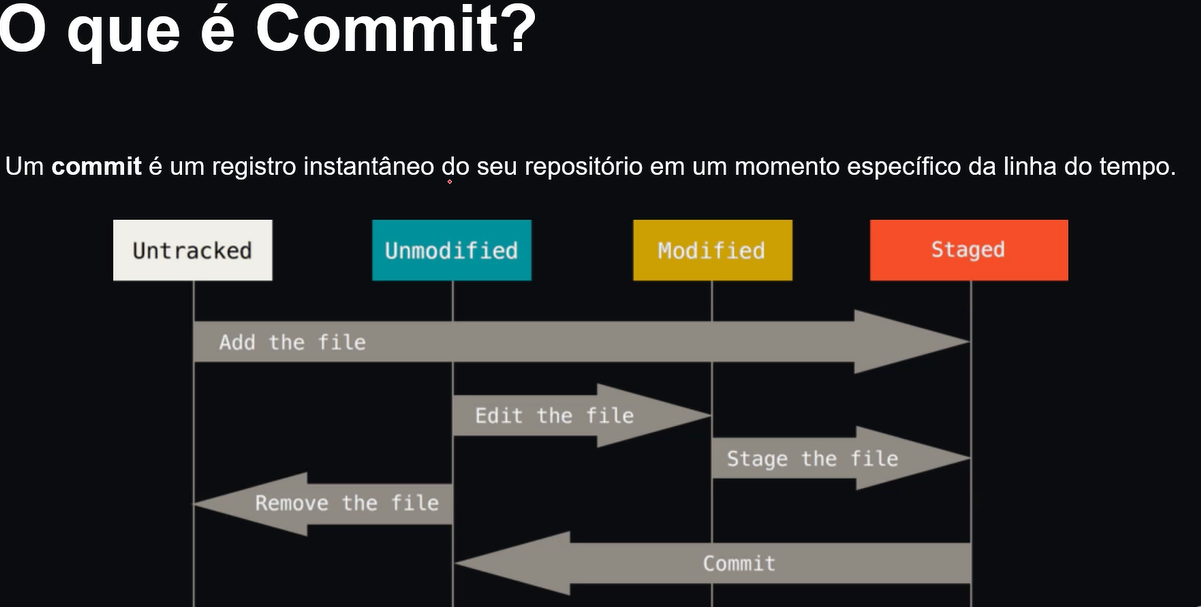 O que é Commit?
Um commit é um registro instantâneo do seu repositório em um momento específico da linha do tempo.
Untracked Unmodified Modified Staged
Add the file
Edit the file
Stage the file
Remove the file
Commit